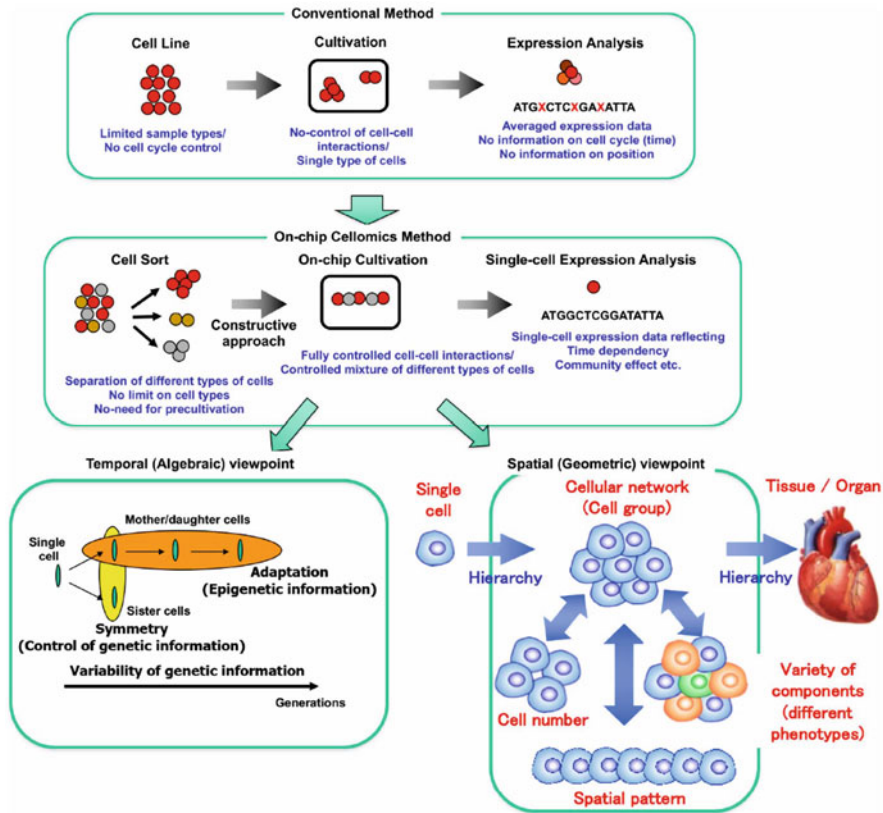 Conventional Method
Cell Line
Cultivation
Expression Analysis
ATGXCTCXGAXATTA
Limited sample types/
No cell cycle control
No-control of cell-cell
interactions/
Single type of cells
Averaged expression data
No information on cell cycle (time)
No information on position
On-chip Cellomics Method
Cell Sort
On-chip Cultivation
Single-cell Expression Analysis
Constructive
approach
ATGGCTCGGATATTA
Separation of different types of cells
No limit on cell types
No-need for precultivation
Fully controlled cell-cell interactions/
Controlled mixture of different types of cells
Single-cell expression data reflecting
Time dependency
Community effect etc.
Temporal (Algebraic) viewpoint
Single
cell
Mother/daughter cells
Adaptation
(Epigenetic information)
Sister cells
Symmetry
(Control of genetic information)
Variability of genetic information
Generations
Spatial (Geometric) viewpoint
Single
cell
Cellular network
(Cell group)
Tissue / Organ
Hierarchy
Hierarchy
Cell number
Variety of
components
(different
phenotypes)
Spatial pattern